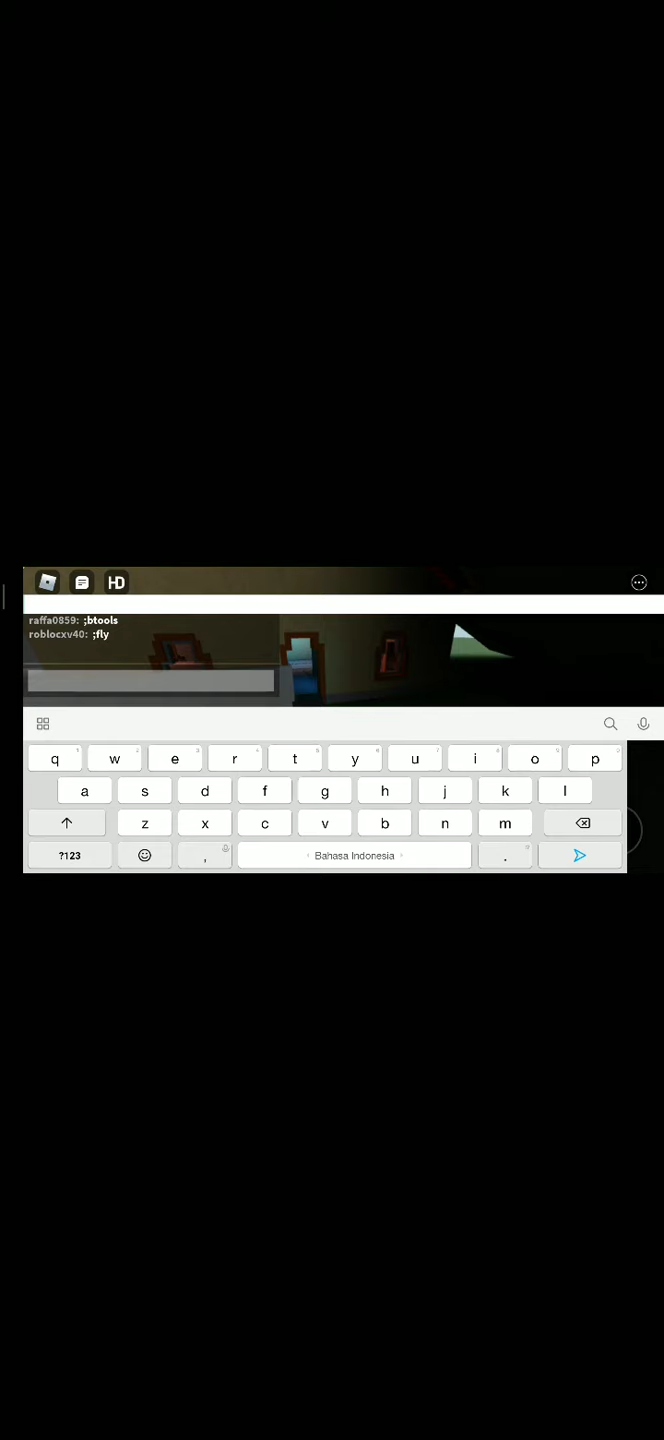 HD
raffa0859: ;btools
roblocxv40: ;fly
q w e r t y u i o p
a s d f g h j k l
z x c v b n m
?123 , Bahasa Indonesia .